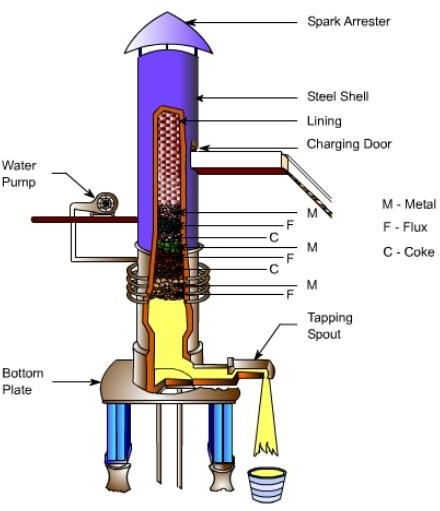 Spark Arrester
Steel Shell
Lining
Charging Door
Water
Pump
M
F
C
M
F
C
M
F
M - Metal
F - Flux
C - Coke
Tapping
Spout
Bottom
Plate